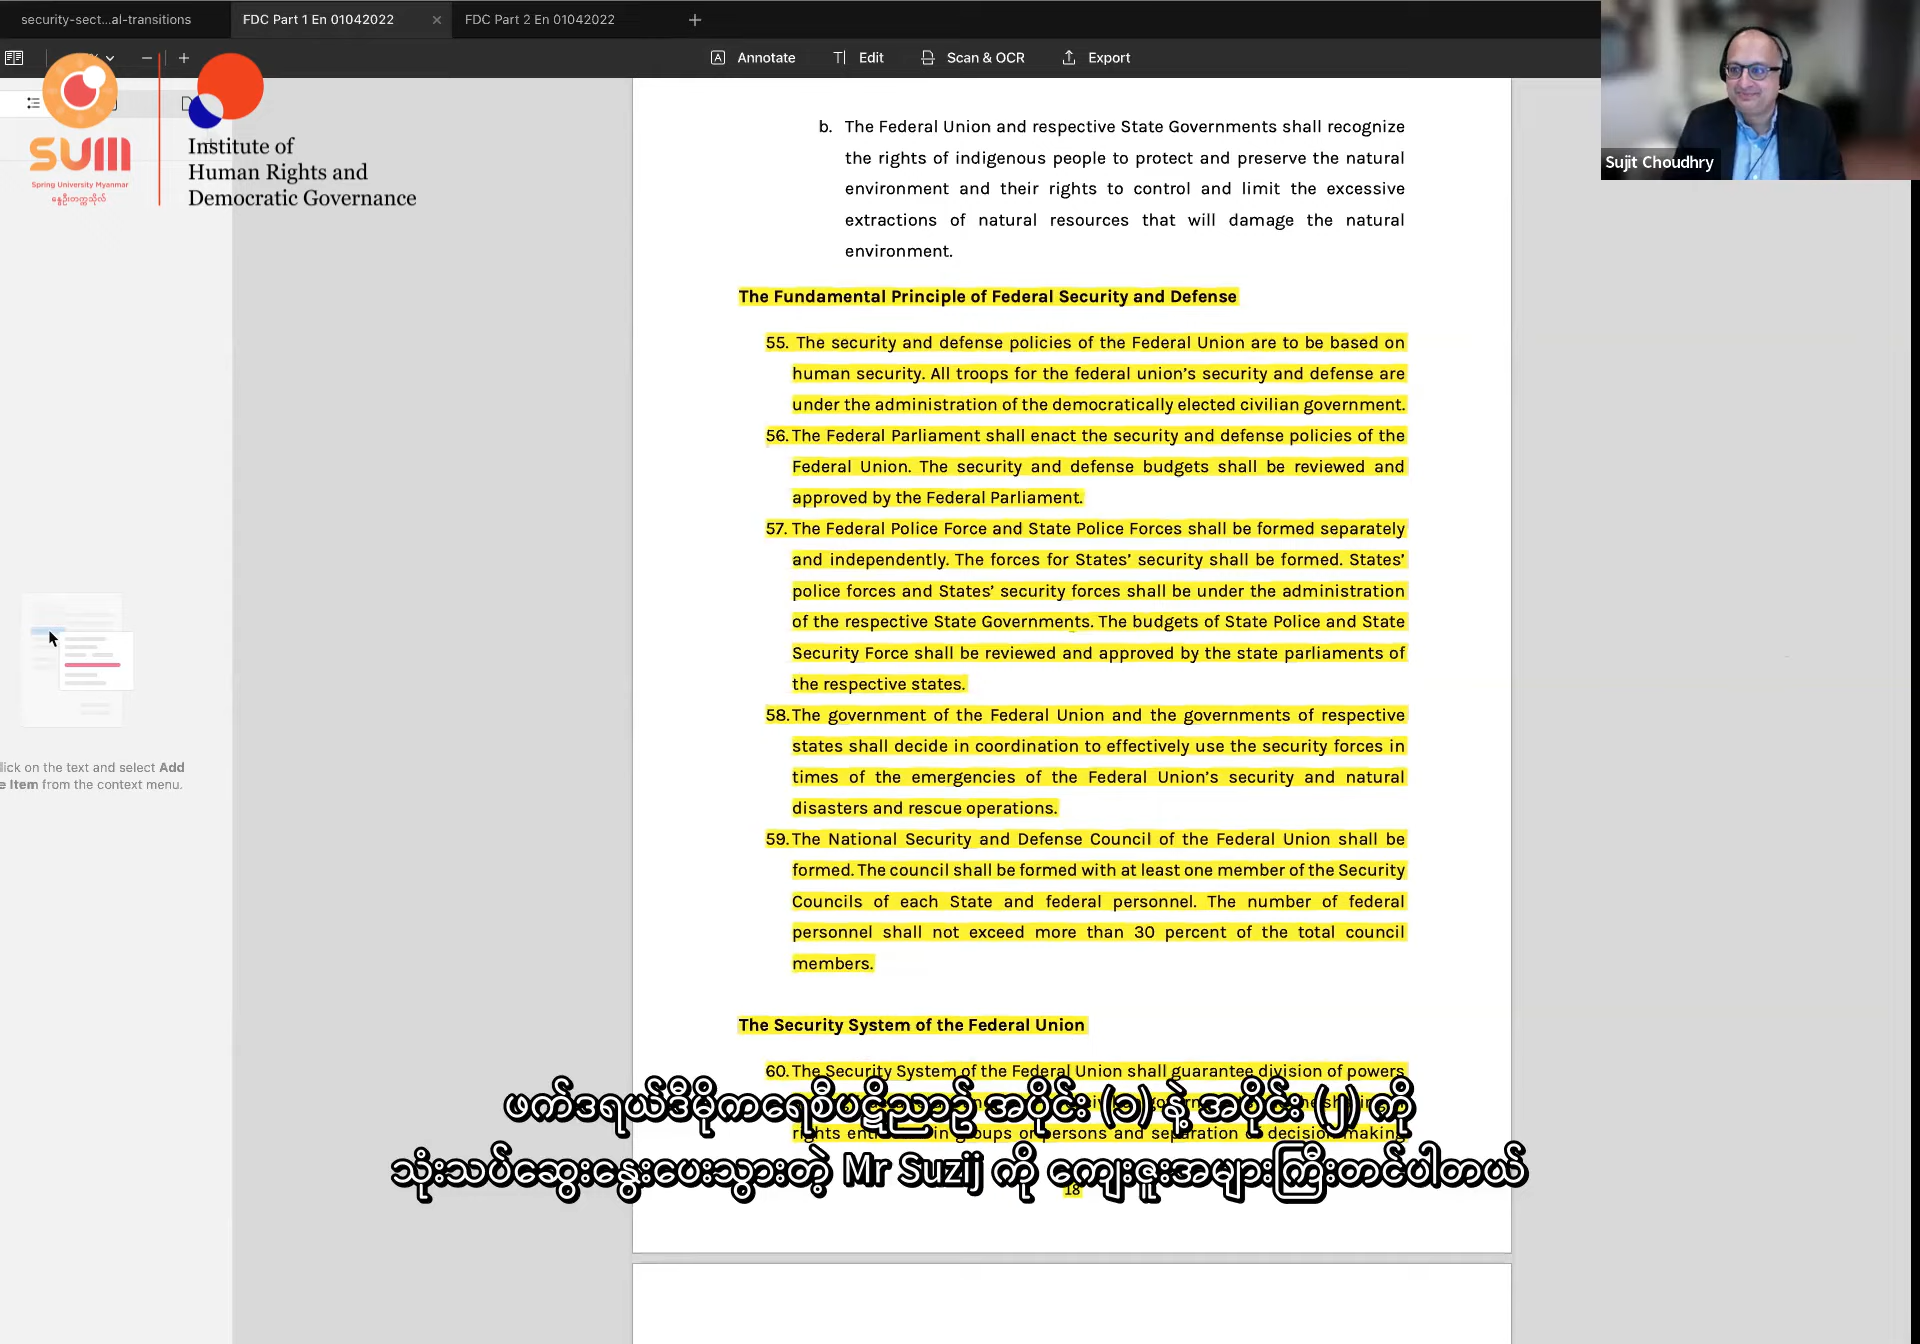 security-sect...al-transitions
FDC Part 1 En 01042022
FDC Part 2 En 01042022
Annotate
Edit
Scan & OCR
Export
SUM
Spring University Myanmar
နွေဦးတက္ကသိုလ်
Institute of
Human Rights and
Democratic Governance
Sujit Choudhry
b. The Federal Union and respective State Governments shall recognize
the rights of indigenous people to protect and preserve the natural
environment and their rights to control and limit the excessive
extractions of natural resources that will damage the natural
environment.
The Fundamental Principle of Federal Security and Defense
55. The security and defense policies of the Federal Union are to be based on
human security. All troops for the federal union's security and defense are
under the administration of the democratically elected civilian government.
56. The Federal Parliament shall enact the security and defense policies of the
Federal Union. The security and defense budgets shall be reviewed and
approved by the Federal Parliament.
57. The Federal Police Force and State Police Forces shall be formed separately
and independently. The forces for States' security shall be formed. States'
police forces and States' security forces shall be under the administration
of the respective State Governments. The budgets of State Police and State
Security Force shall be reviewed and approved by the state parliaments of
the respective states.
58. The government of the Federal Union and the governments of respective
states shall decide in coordination to effectively use the security forces in
times of the emergencies of the Federal Union's security and natural
disasters and rescue operations.
59. The National Security and Defense Council of the Federal Union shall be
formed. The council shall be formed with at least one member of the Security
Councils of each State and federal personnel. The number of federal
personnel shall not exceed more than 30 percent of the total council
members.
The Security System of the Federal Union
60. The Security System of the Federal Union shall guarantee division of powers
rights in groups or persons and separation of decision making
18
lick on the text and select Add
e Item from the context menu.
ဖက်ဒရယ်ဒီမိုကရေစီပဋိညာဉ် အပိုင်း (၁) နဲ့ အပိုင်း (၂) ကို
သုံးသပ်ဆွေးနွေးပေးသွားတဲ့ Mr Suzij ကို ကျေးဇူးအများကြီးတင်ပါတယ်